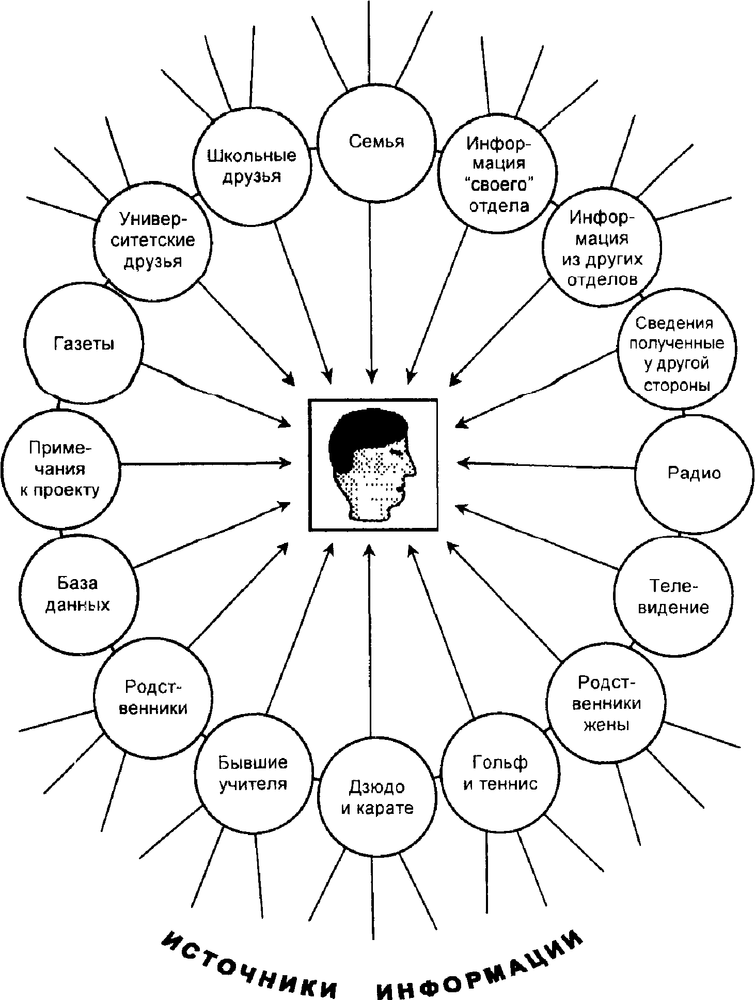 Семья
Школьные
друзья
Инфор-
мация
“своего”
отдела
Универ-
ситетские
друзья
Инфор-
мация
из других
отделов
Газеты
Сведения
полученные
у другой
стороны
Приме-
чания
к проекту
Радио
База
данных
Теле-
видение
Родст-
венники
Родст-
венники
жены
Бывшие
учителя
Дзюдо
и карате
Гольф
и теннис
ИСТОЧНИКИ ИНФОРМАЦИИ